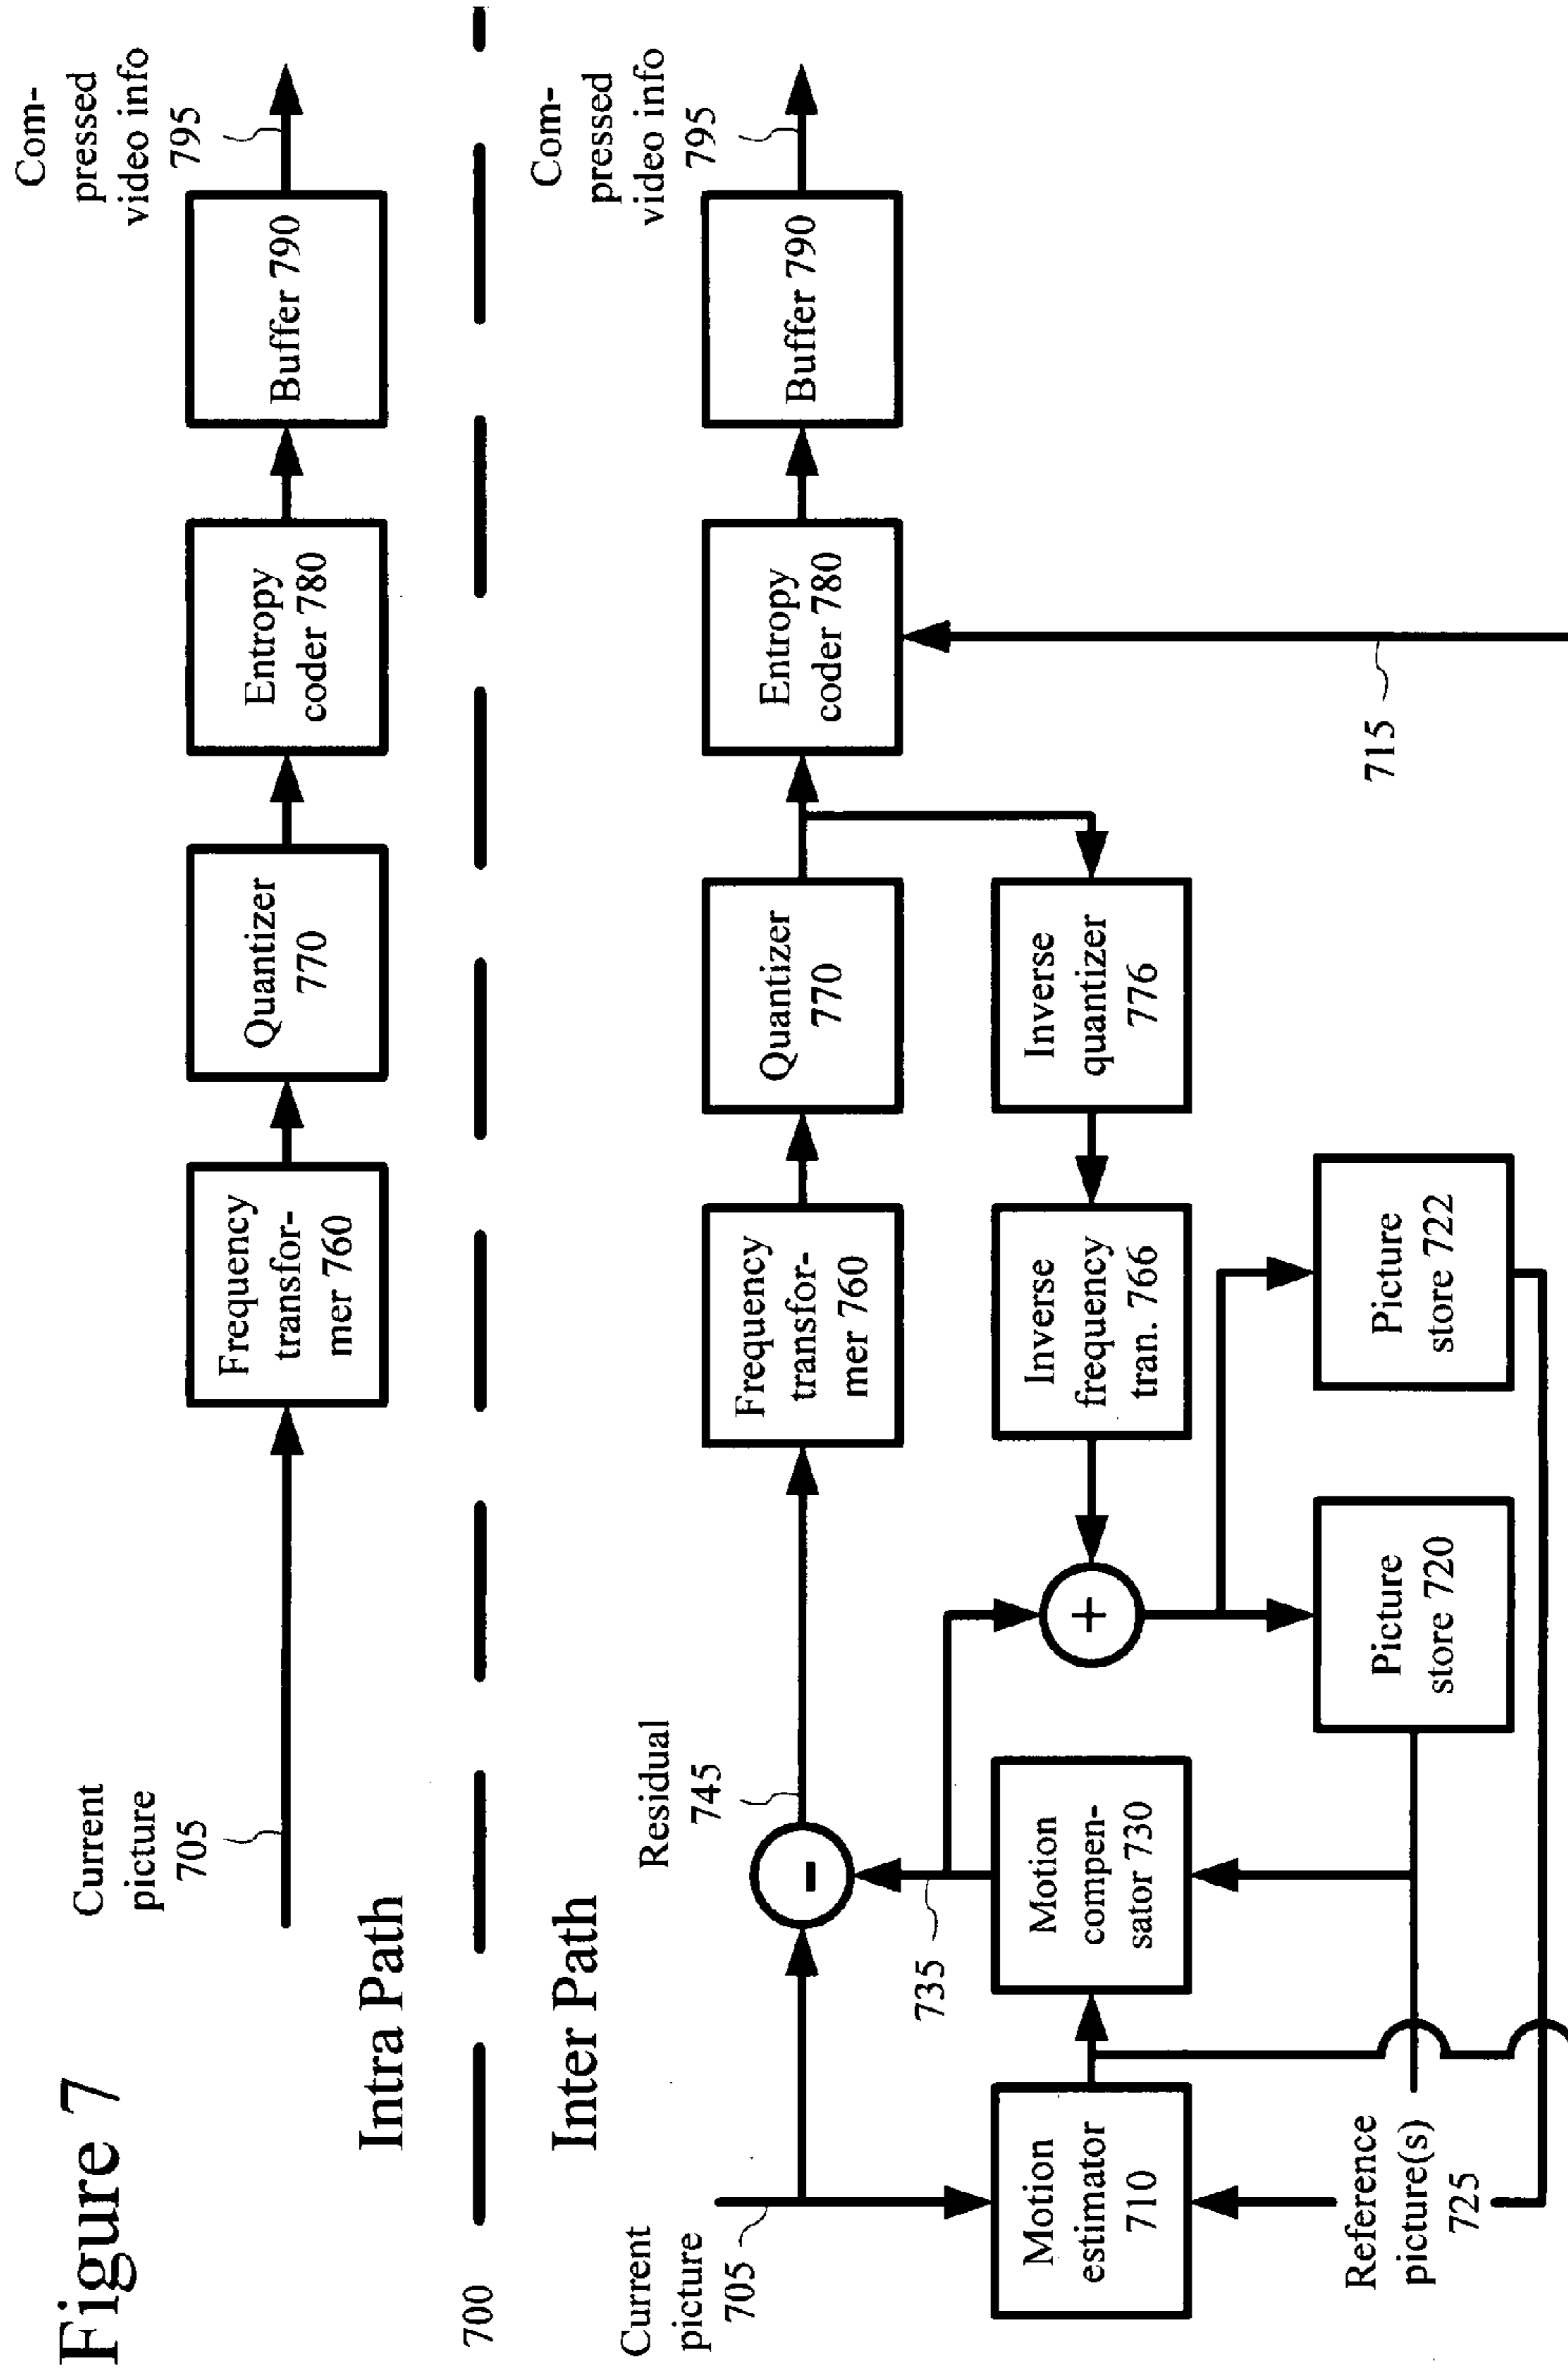 Figure 7
Current
picture
705
Frequency
transfor-
mer 760
Quantizer
770
Entropy
coder 780
Buffer 790
Com-
pressed
video info
795
Intra Path
700
Inter Path
Current
picture
705
-
Residual
745
Frequency
transfor-
mer 760
Quantizer
770
Entropy
coder 780
Buffer 790
Com-
pressed
video info
795
735
Motion
estimator
710
Motion
compen-
sator 730
+
Inverse
frequency
tran. 766
Inverse
quantizer
776
715
Reference
picture(s)
725
Picture
store 720
Picture
store 722